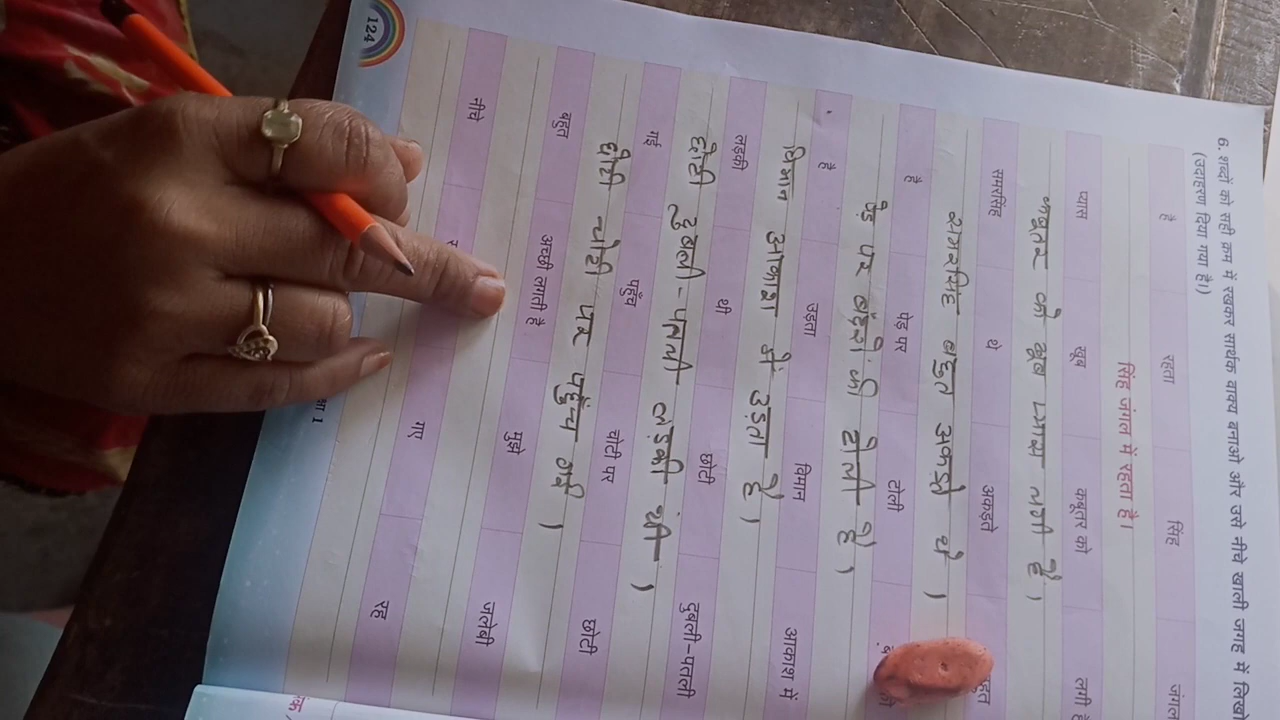 6. शब्दों को सही क्रम में रखकर सार्थक वाक्य बनाओ और उसे नीचे खाली जगह में लिखो
(उदाहरण दिया गया है।)
है रहता सिंह जंगल
सिंह जंगल में रहता है।
प्यास खूब कबूतर को लगी है
कबूतर को खूब प्यास लगी है।
समरसिंह थे अकड़ते
समरसिंह बहुत अकड़ते थे।
है पेड़ पर टोली
पेड़ पर बंदरों की टोली है।
है उड़ता विमान आकाश में
विमान आकाश में उड़ता है।
लड़की थी छोटी दुबली-पतली
छोटी दुबली-पतली लड़की थी।
गई पहुँच चोटी पर छोटी
छोटी चोटी पर पहुँच गई।
बहुत अच्छी लगती है मुझे जलेबी
नीचे गए रह
124